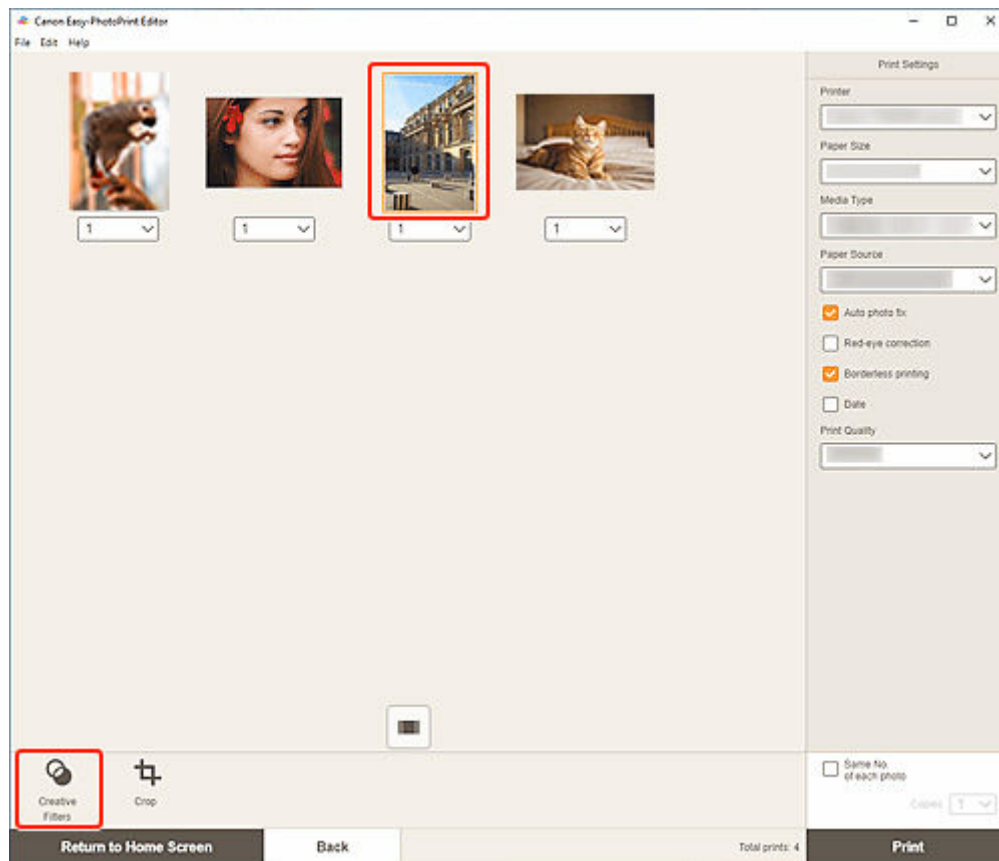 Canon Easy-PhotoPrint Editor
File Edit Help
Print Settings
Printer
Paper Size
Media Type
Paper Source
1 1 1 1
Auto photo fix
Red-eye correction
Borderless printing
Date
Print Quality
Creative
Filters
Crop
Same No.
of each photo
Copies 1
Return to Home Screen
Back
Total prints: 4
Print